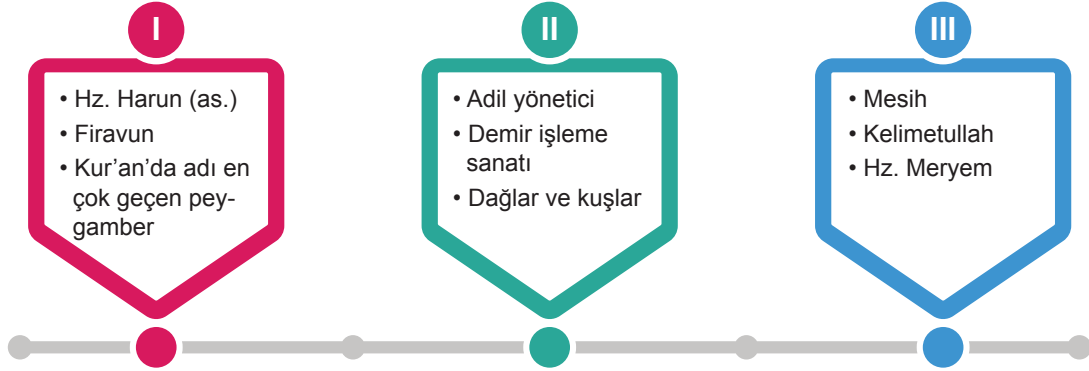 I
• Hz. Harun (as.)
• Firavun
• Kur’an’da adı en
çok geçen pey-
gamber
II
• Adil yönetici
• Demir işleme
sanatı
• Dağlar ve kuşlar
III
• Mesih
• Kelimetullah
• Hz. Meryem